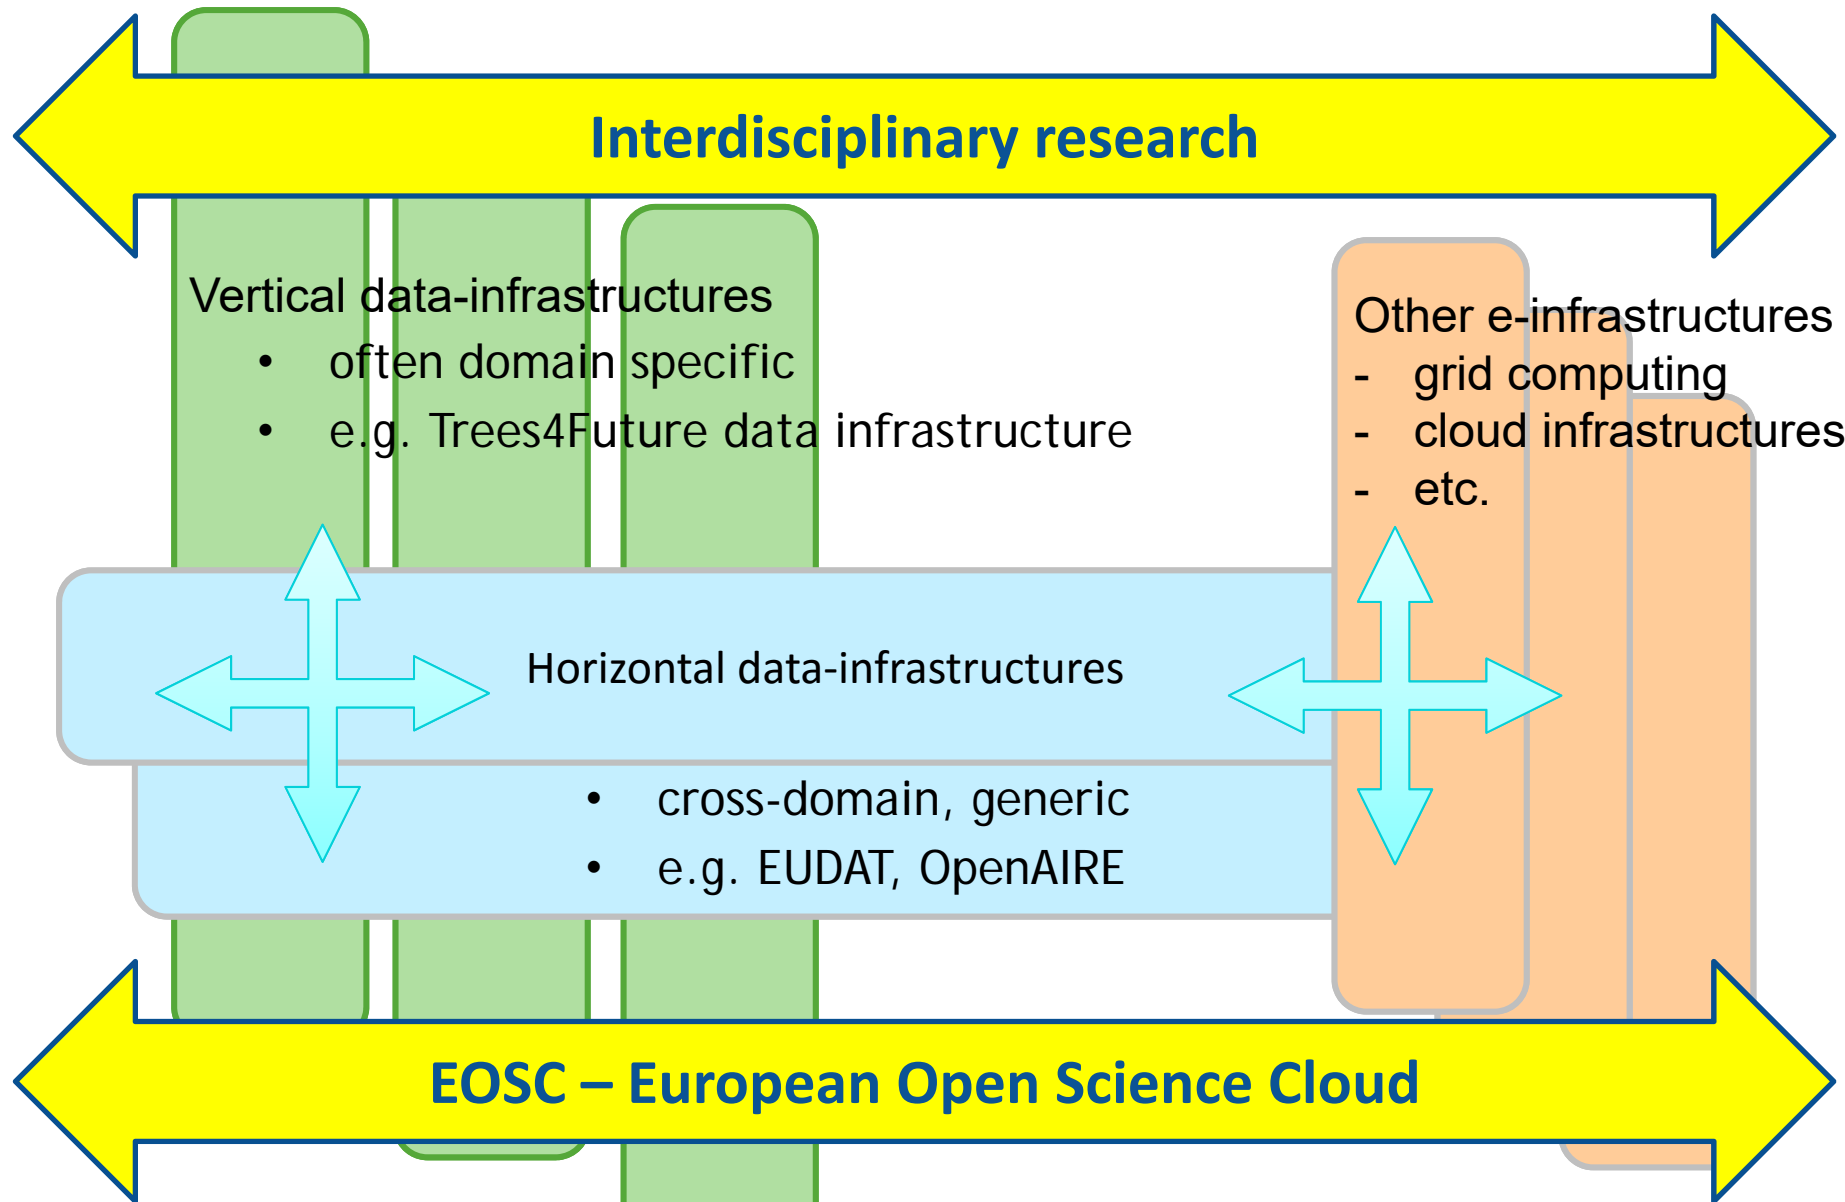 Interdisciplinary research
Vertical data-infrastructures
• often domain specific
• e.g. Trees4Future data infrastructure
Other e-infrastructures
- grid computing
- cloud infrastructures
- etc.
Horizontal data-infrastructures
• cross-domain, generic
• e.g. EUDAT, OpenAIRE
EOSC – European Open Science Cloud